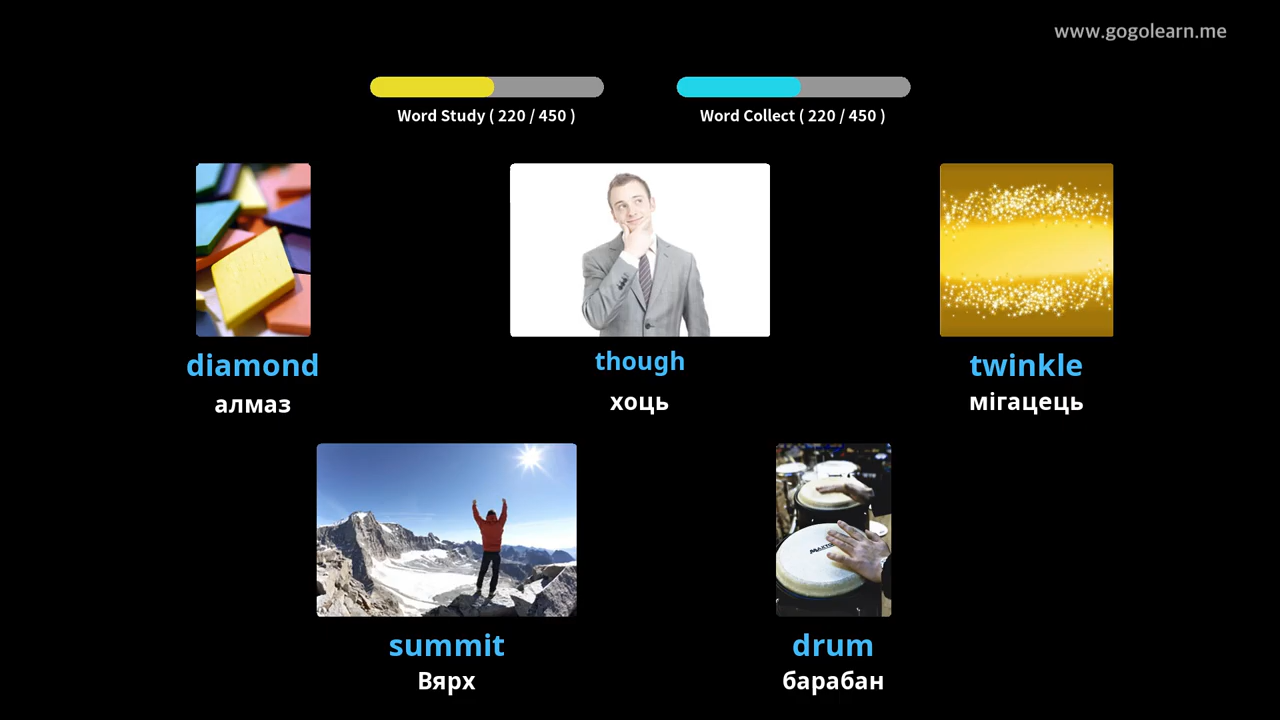 www.gogolearn.me
Word Study ( 220 / 450 )
Word Collect ( 220 / 450 )
diamond
алмаз
though
хоць
twinkle
мігацець
summit
Вярх
drum
барабан